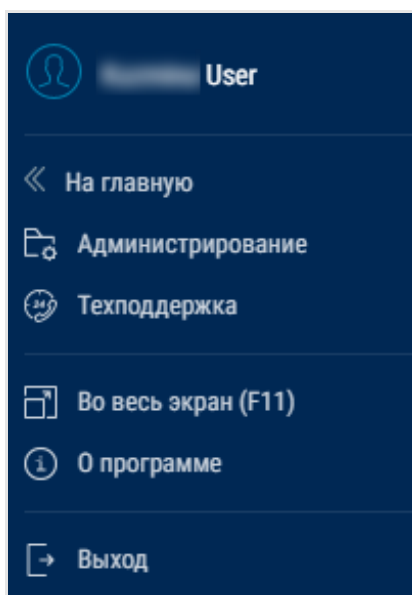 User
На главную
Администрирование
Техподдержка
Во весь экран (F11)
О программе
Выход